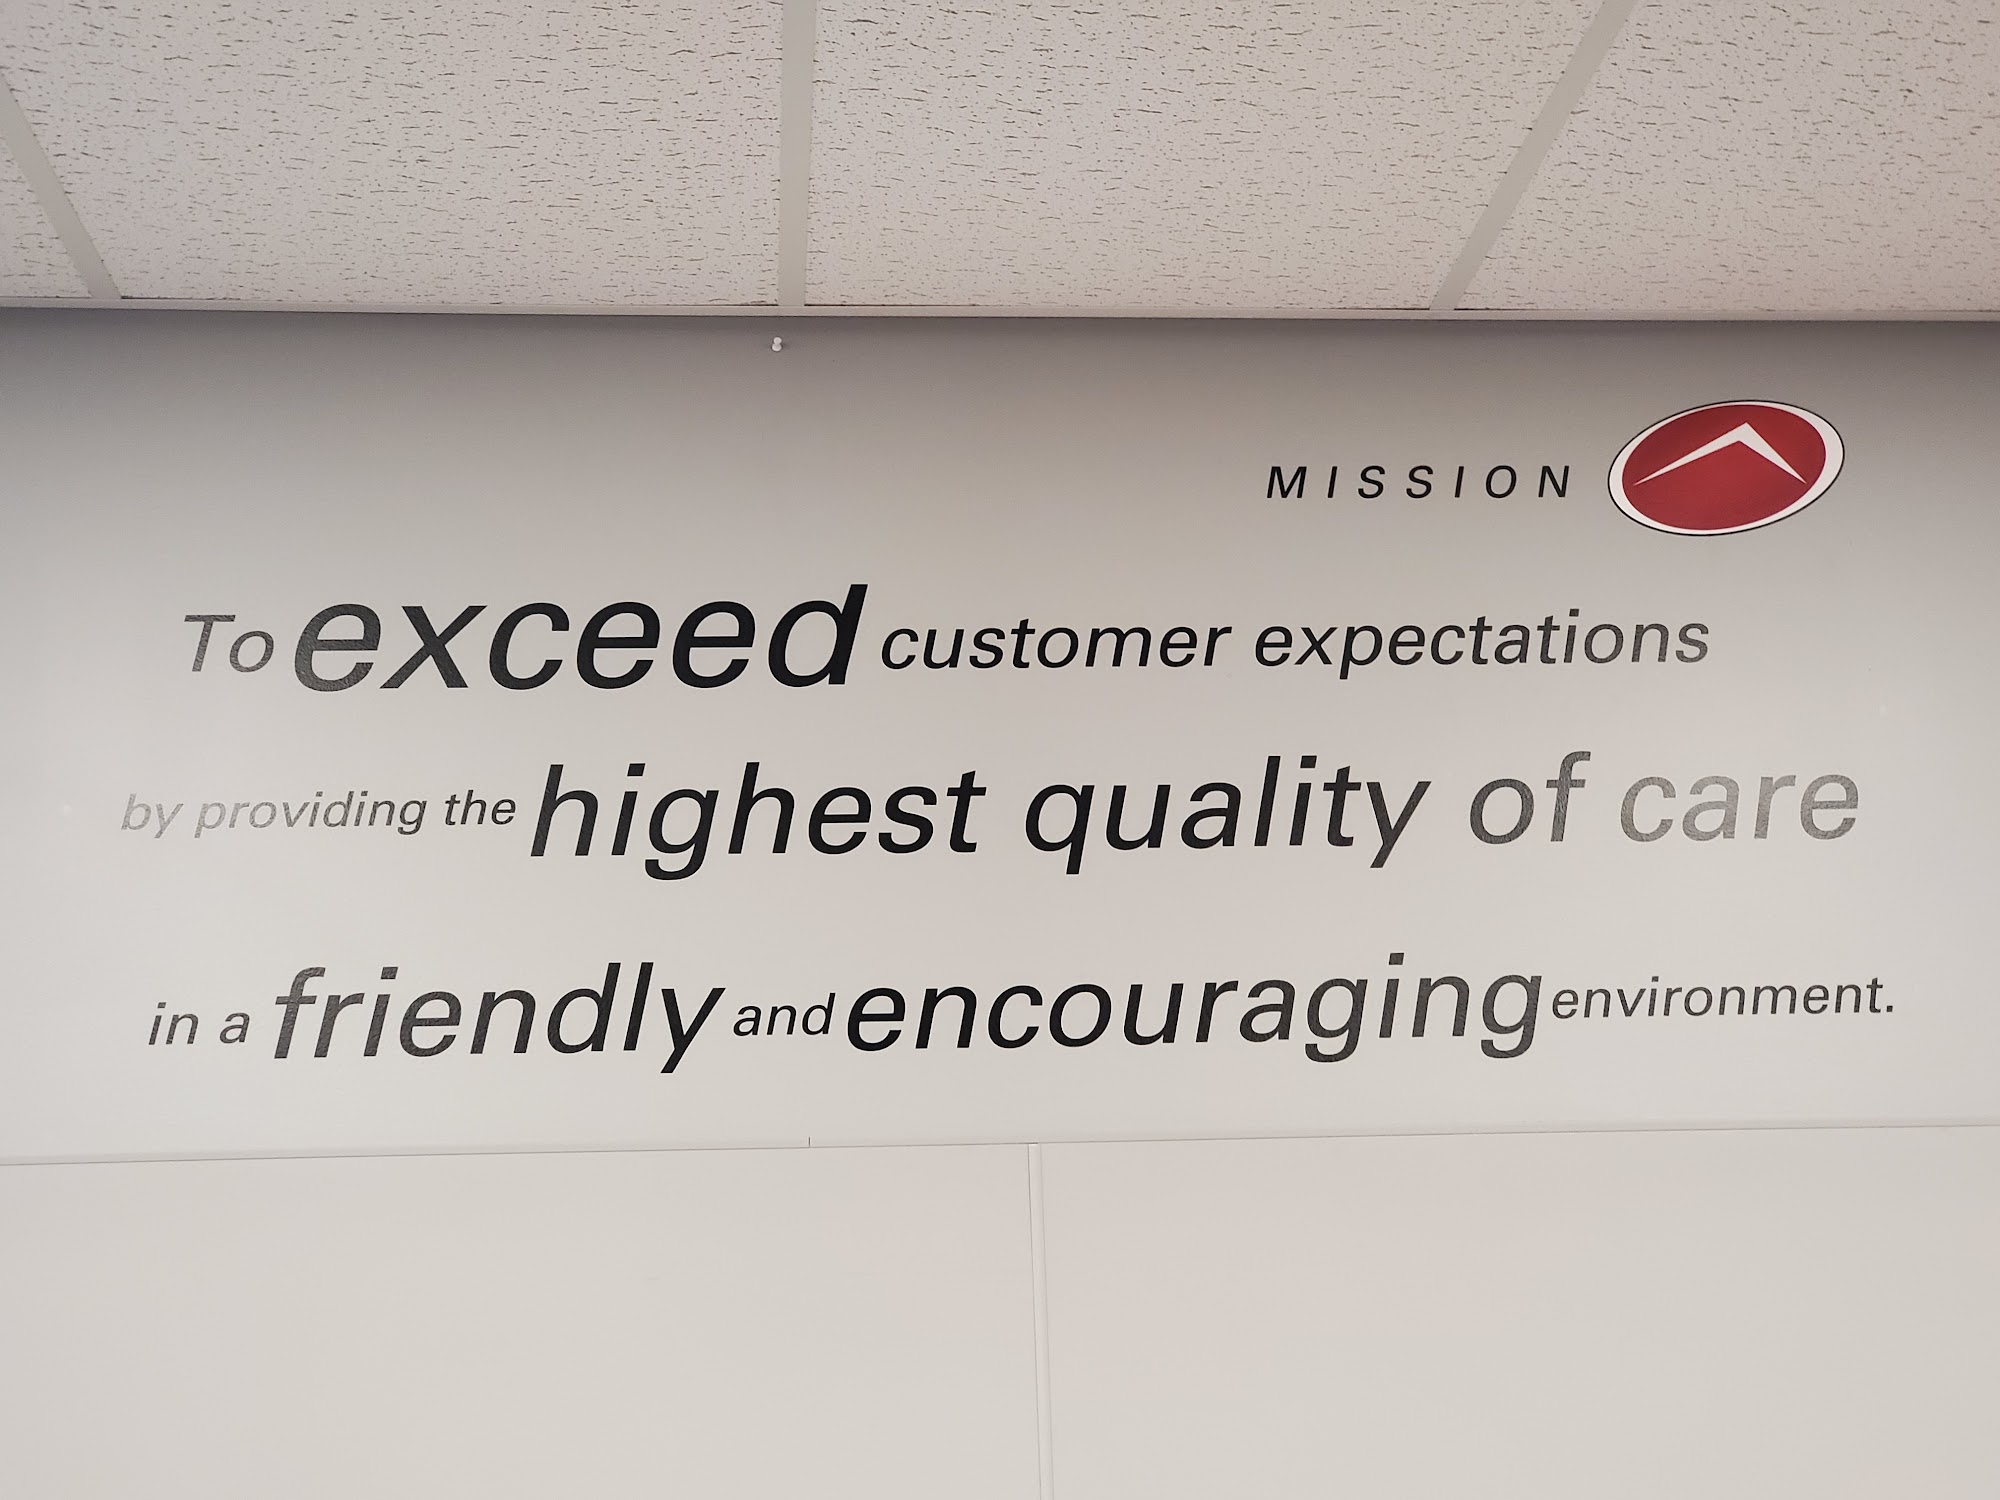 MISSION
To exceed customer expectations
by providing the highest quality of care
in a friendly and encouraging environment.